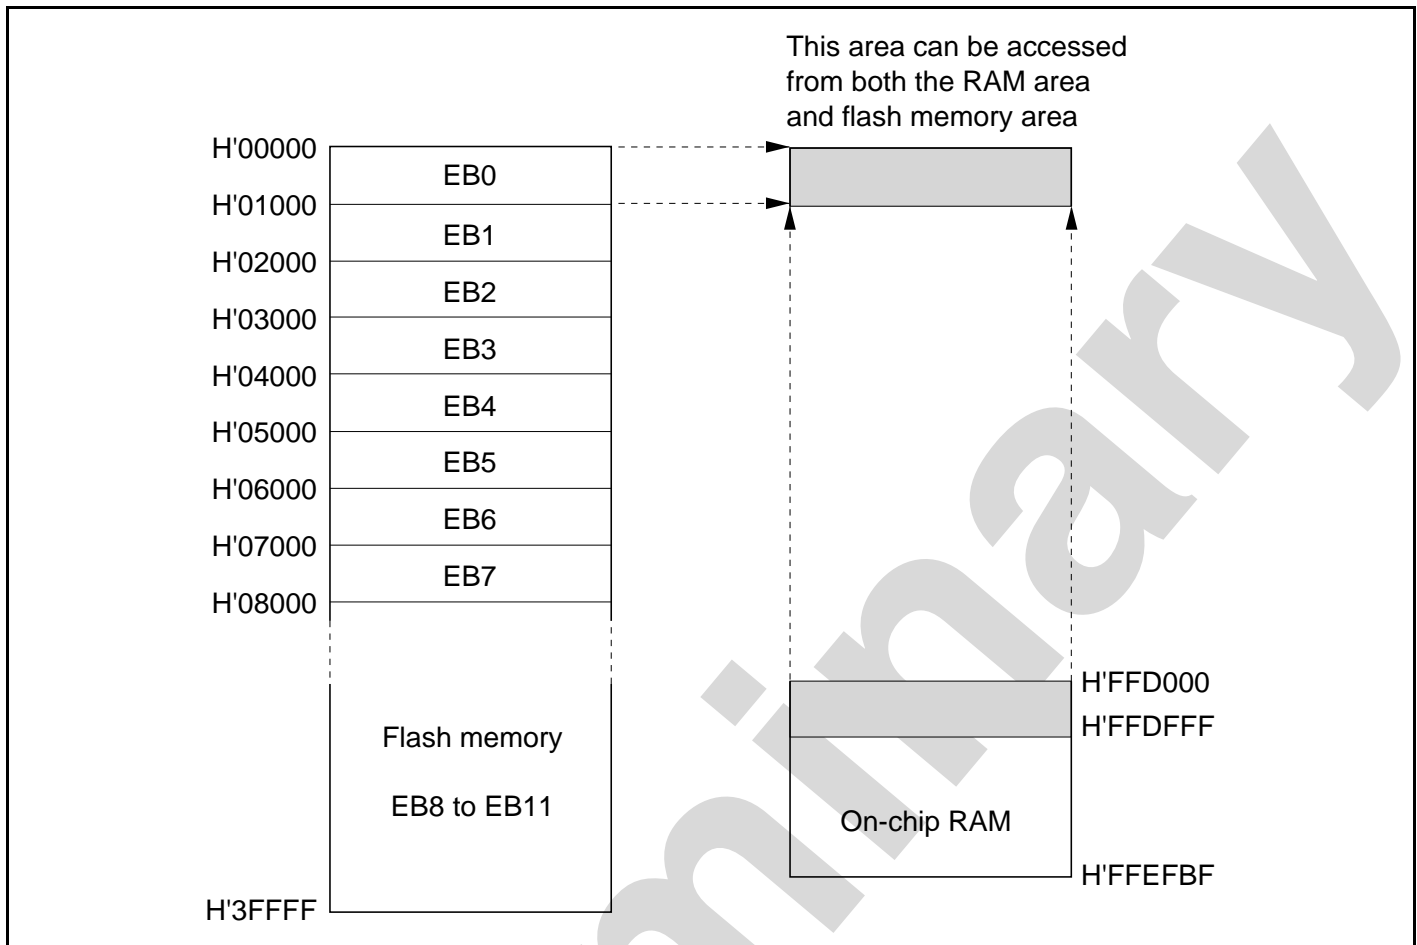 This area can be accessed
from both the RAM area
and flash memory area
H'00000
EB0
H'01000
EB1
H'02000
EB2
H'03000
EB3
H'04000
EB4
H'05000
EB5
H'06000
EB6
H'07000
EB7
H'08000
H'FFD000
H'FFDFFF
Flash memory
EB8 to EB11
On-chip RAM
H'FFEFBF
H'3FFFF
minary